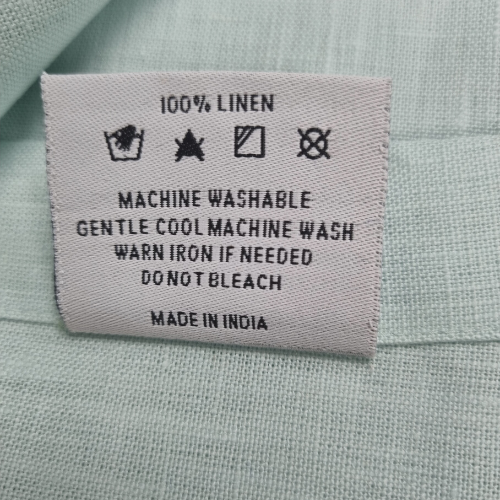 100% LINEN
MACHINE WASHABLE
GENTLE COOL MACHINE WASH
WARN IRON IF NEEDED
DO NOT BLEACH
MADE IN INDIA